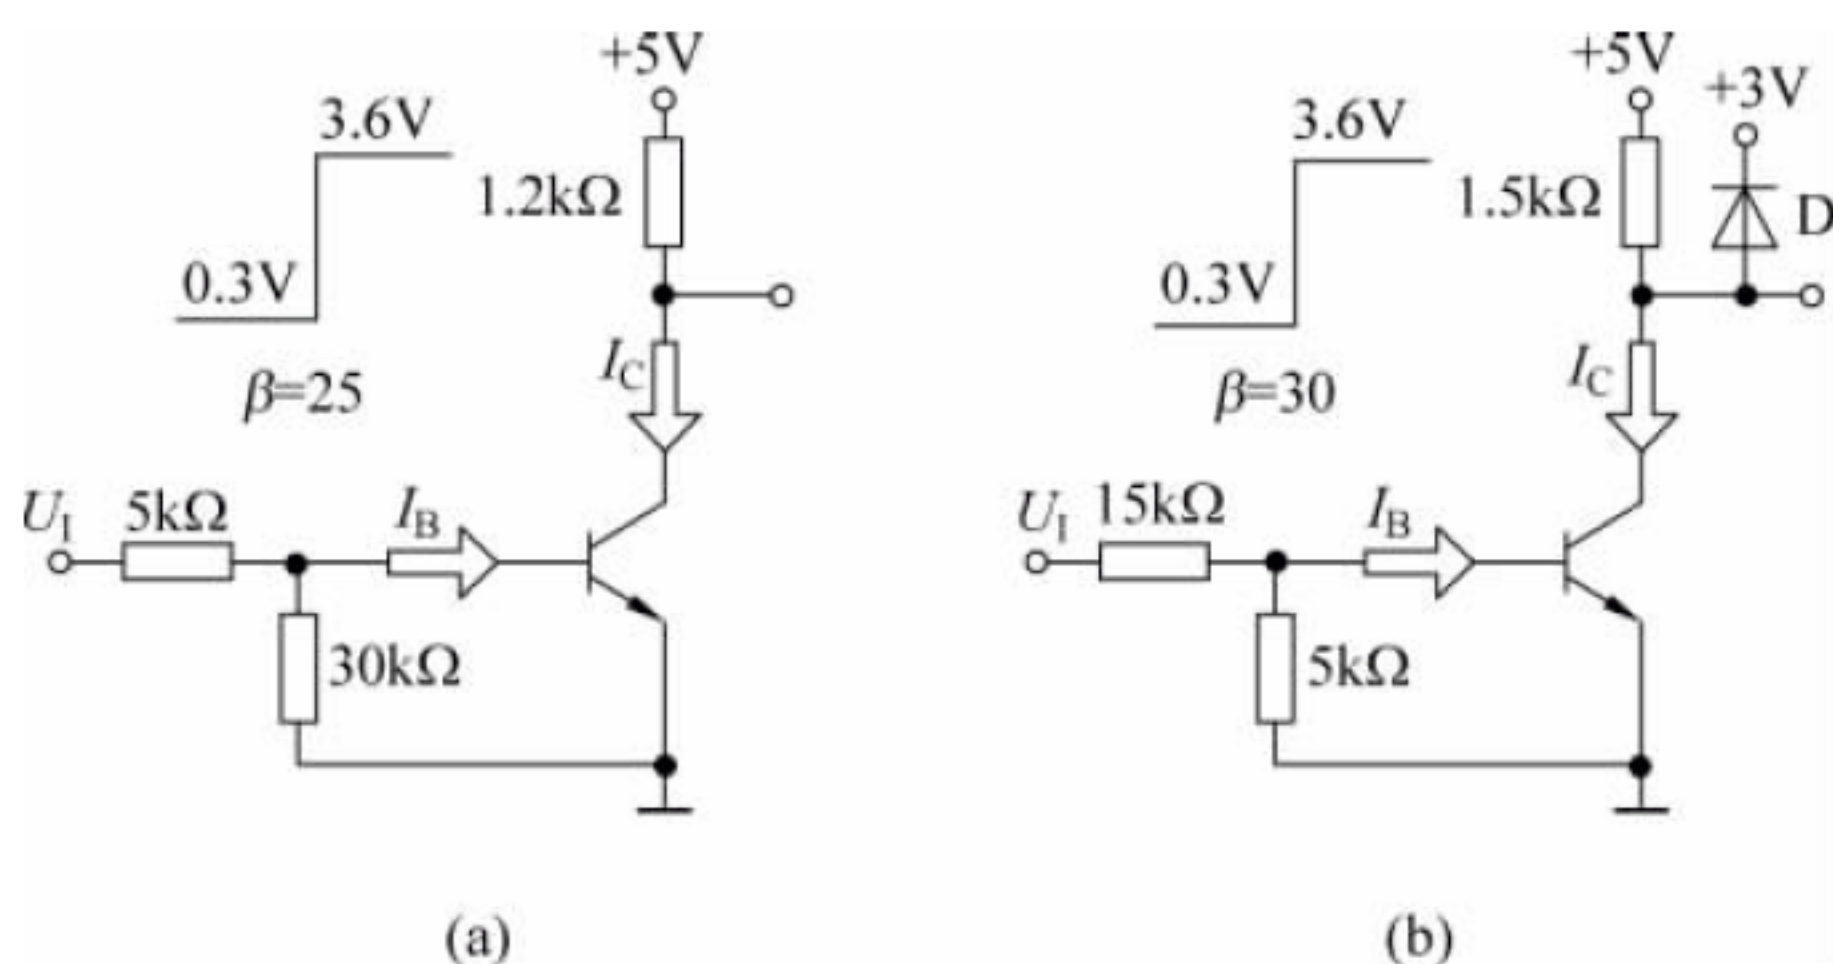 +5V
3.6V
1.2kΩ
0.3V
I_C
β=25
U_I
5kΩ
I_B
30kΩ
(a)
+5V
+3V
3.6V
1.5kΩ
D
0.3V
I_C
β=30
U_I
15kΩ
I_B
5kΩ
(b)